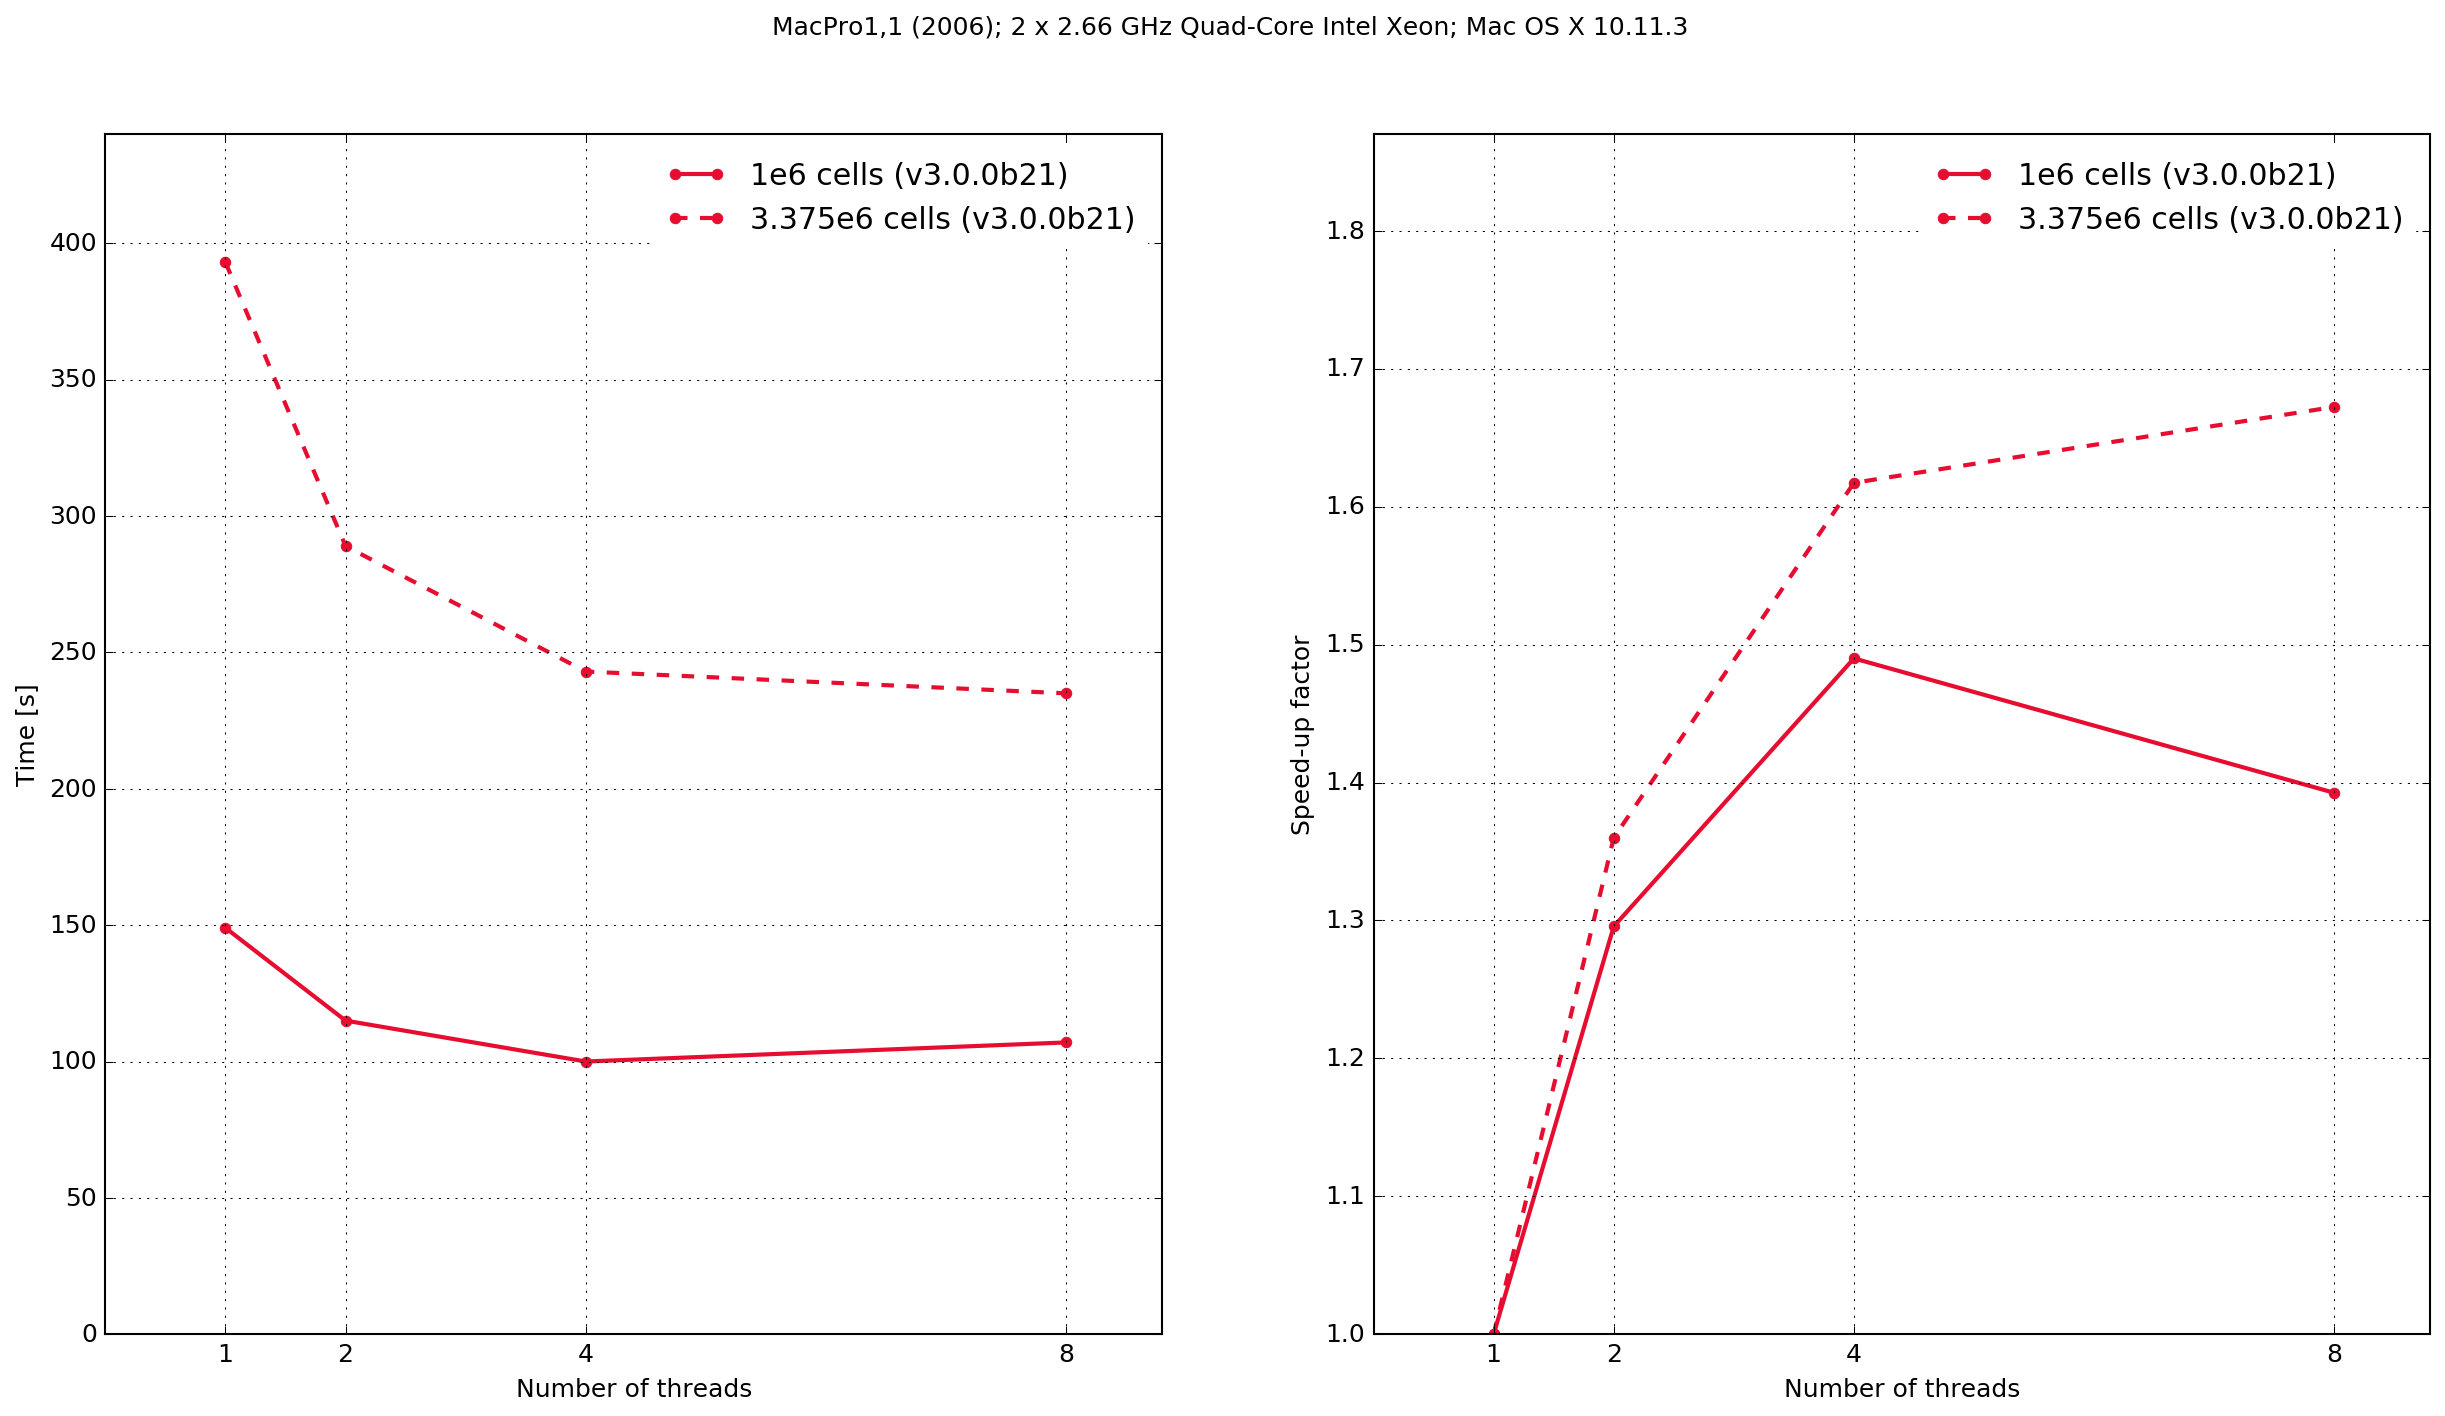 MacPro1,1 (2006); 2 x 2.66 GHz Quad-Core Intel Xeon; Mac OS X 10.11.3
1e6 cells (v3.0.0b21)
3.375e6 cells (v3.0.0b21)
400
350
300
250
200
150
100
50
0
Time [s]
1 2 4 8
Number of threads
1e6 cells (v3.0.0b21)
3.375e6 cells (v3.0.0b21)
1.8
1.7
1.6
1.5
1.4
1.3
1.2
1.1
1.0
Speed-up factor
1 2 4 8
Number of threads